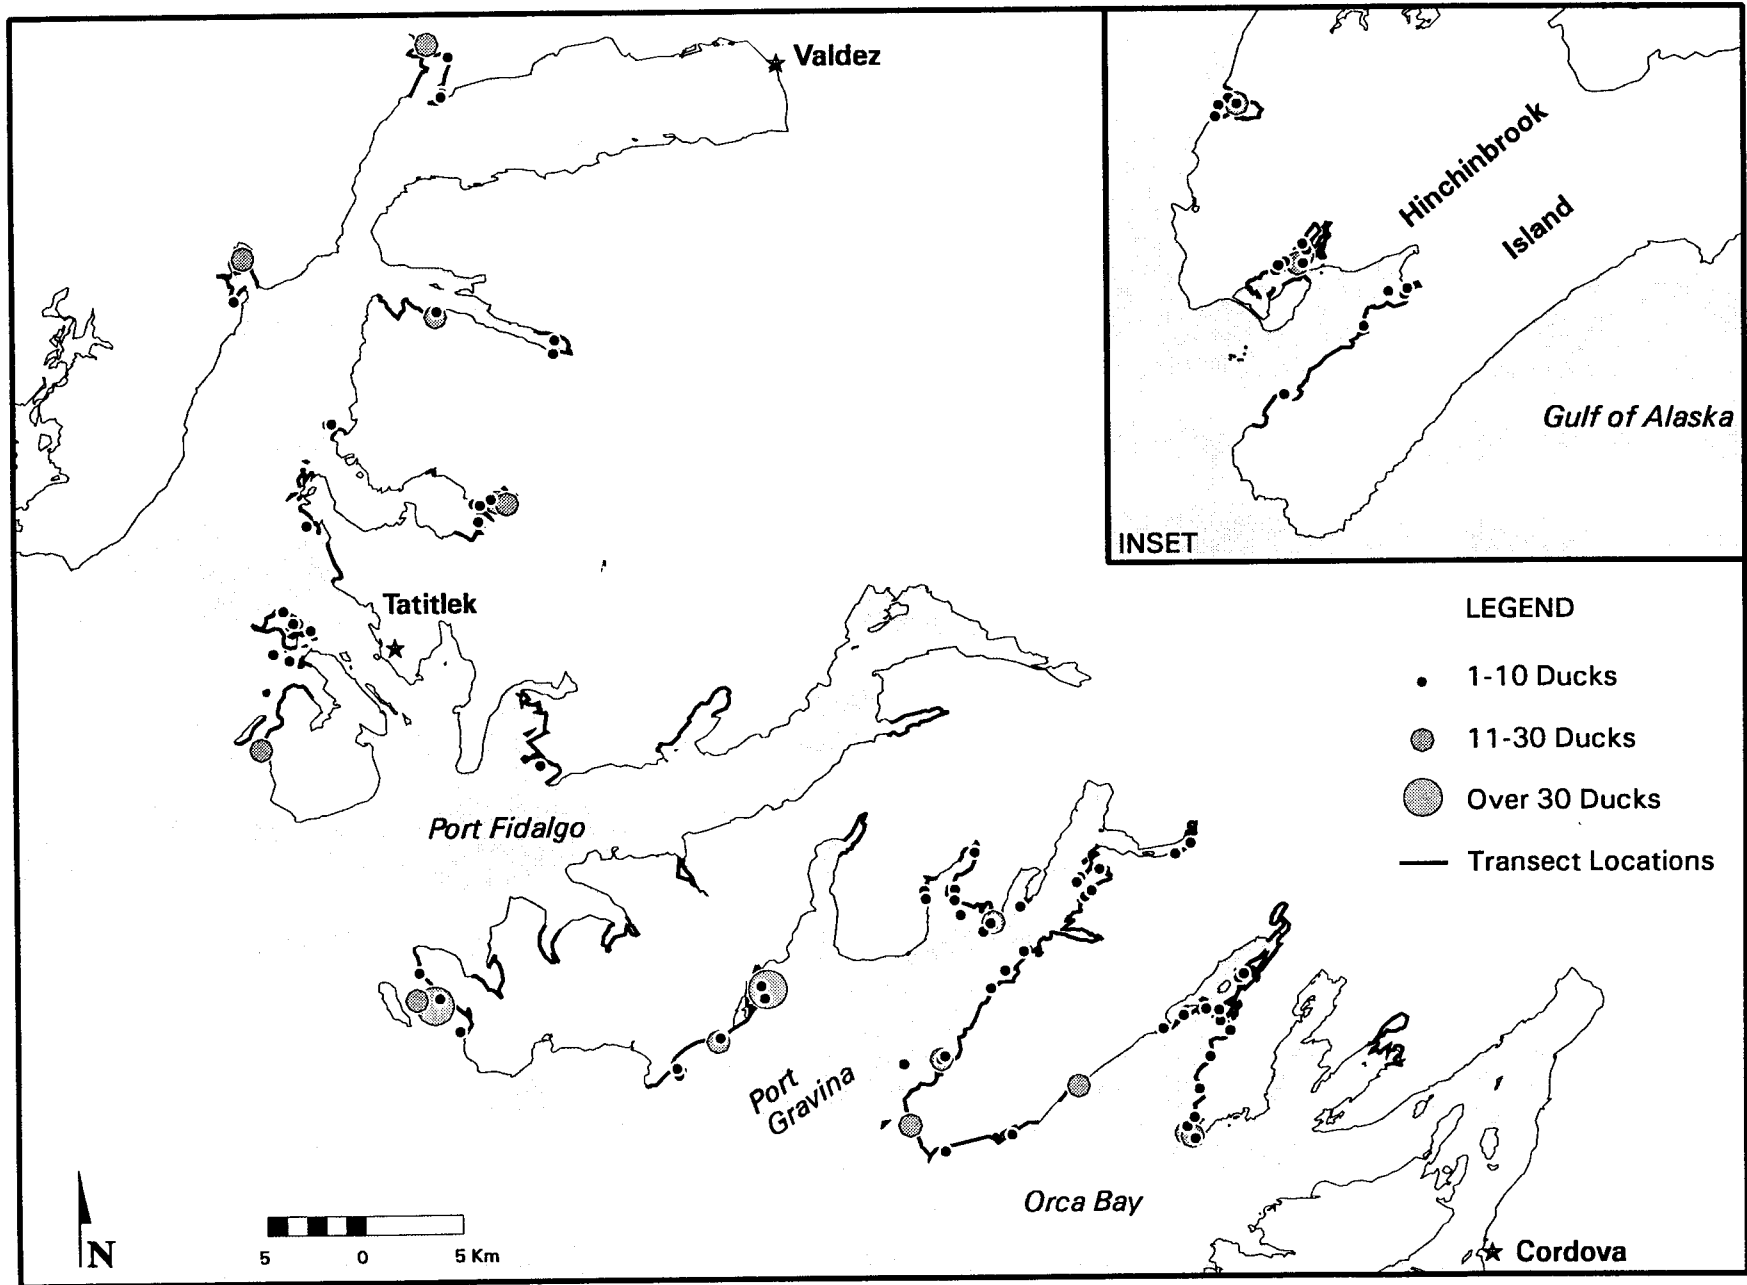 Valdez
Hinchinbrook
Island
Gulf of Alaska
INSET
Tatitlek
LEGEND
1-10 Ducks
11-30 Ducks
Over 30 Ducks
Transect Locations
Port Fidalgo
Port
Gravina
Orca Bay
N
5 0 5 Km
Cordova